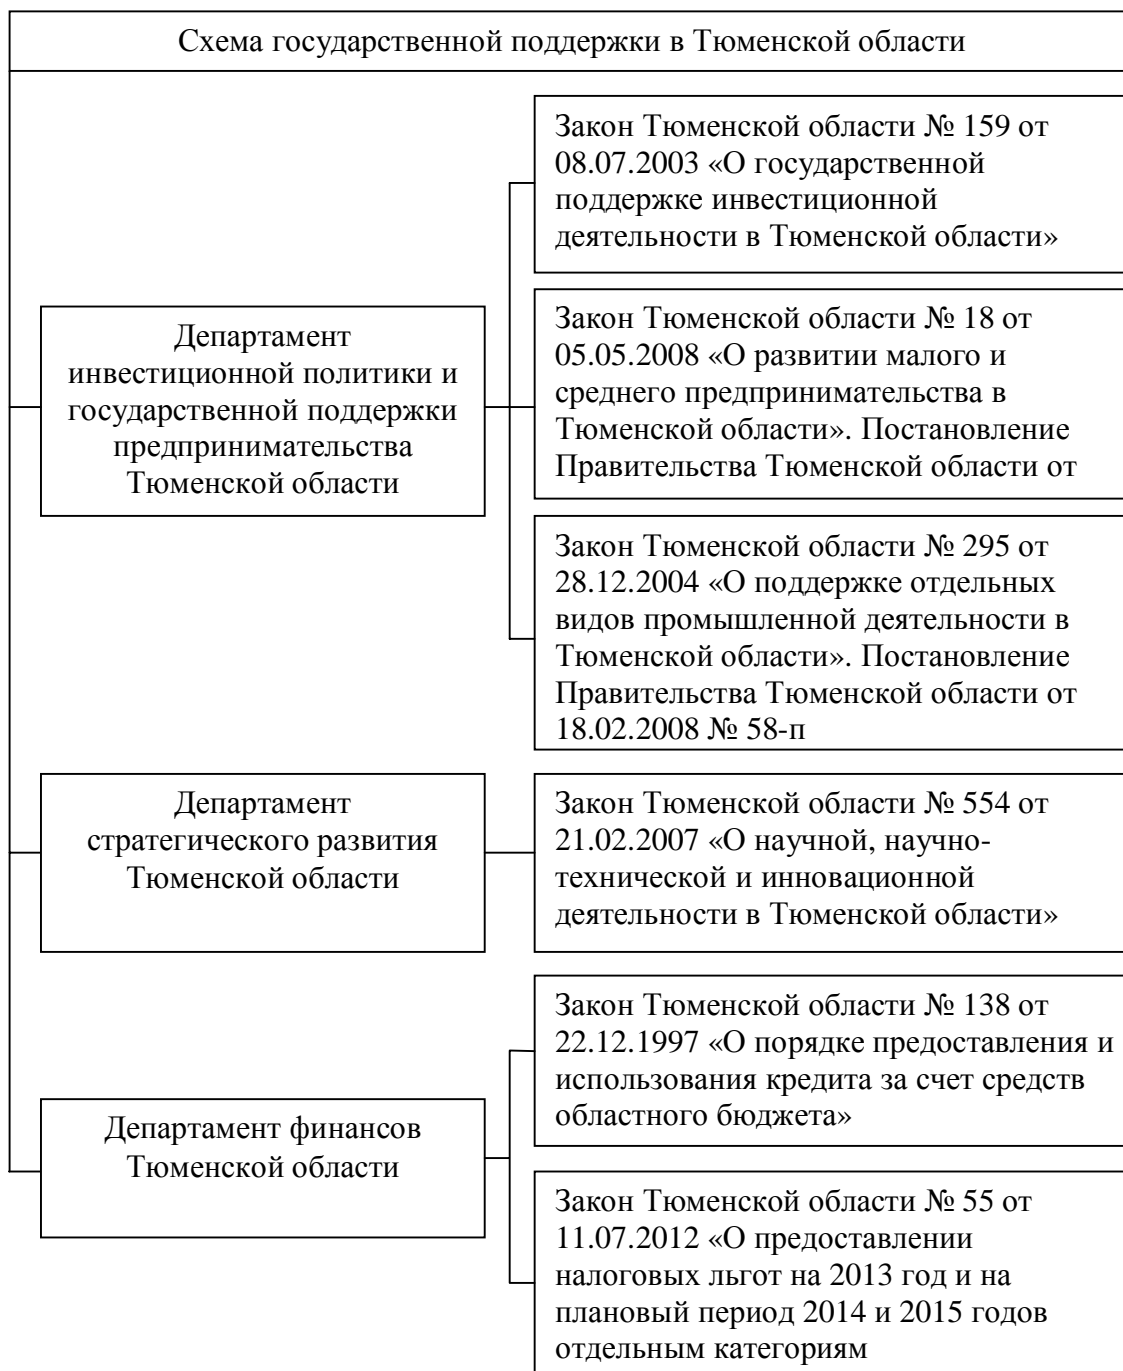 Схема государственной поддержки в Тюменской области
Закон Тюменской области № 159 от
08.07.2003 «О государственной
поддержке инвестиционной
деятельности в Тюменской области»
Департамент
инвестиционной политики и
государственной поддержки
предпринимательства
Тюменской области
Закон Тюменской области № 18 от
05.05.2008 «О развитии малого и
среднего предпринимательства в
Тюменской области». Постановление
Правительства Тюменской области от
Закон Тюменской области № 295 от
28.12.2004 «О поддержке отдельных
видов промышленной деятельности в
Тюменской области». Постановление
Правительства Тюменской области от
18.02.2008 № 58-п
Департамент
стратегического развития
Тюменской области
Закон Тюменской области № 554 от
21.02.2007 «О научной, научно-
технической и инновационной
деятельности в Тюменской области»
Закон Тюменской области № 138 от
22.12.1997 «О порядке предоставления и
использования кредита за счет средств
областного бюджета»
Департамент финансов
Тюменской области
Закон Тюменской области № 55 от
11.07.2012 «О предоставлении
налоговых льгот на 2013 год и на
плановый период 2014 и 2015 годов
отдельным категориям